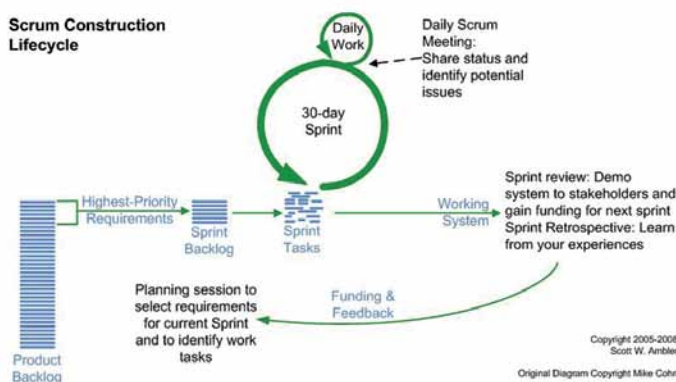 Scrum Construction
Lifecycle
Daily
Work
Daily Scrum
Meeting:
Share status and
identify potential
issues
30-day
Sprint
Highest-Priority
Requirements
Sprint
Backlog
Sprint
Tasks
Working
System
Sprint review: Demo
system to stakeholders and
gain funding for next sprint
Sprint Retrospective: Learn
from your experiences
Planning session to
select requirements
for current Sprint
and to identify work
tasks
Funding &
Feedback
Product
Backlog
Copyright 2005-2008
Scott W. Ambler
Original Diagram Copyright Mike Cohn